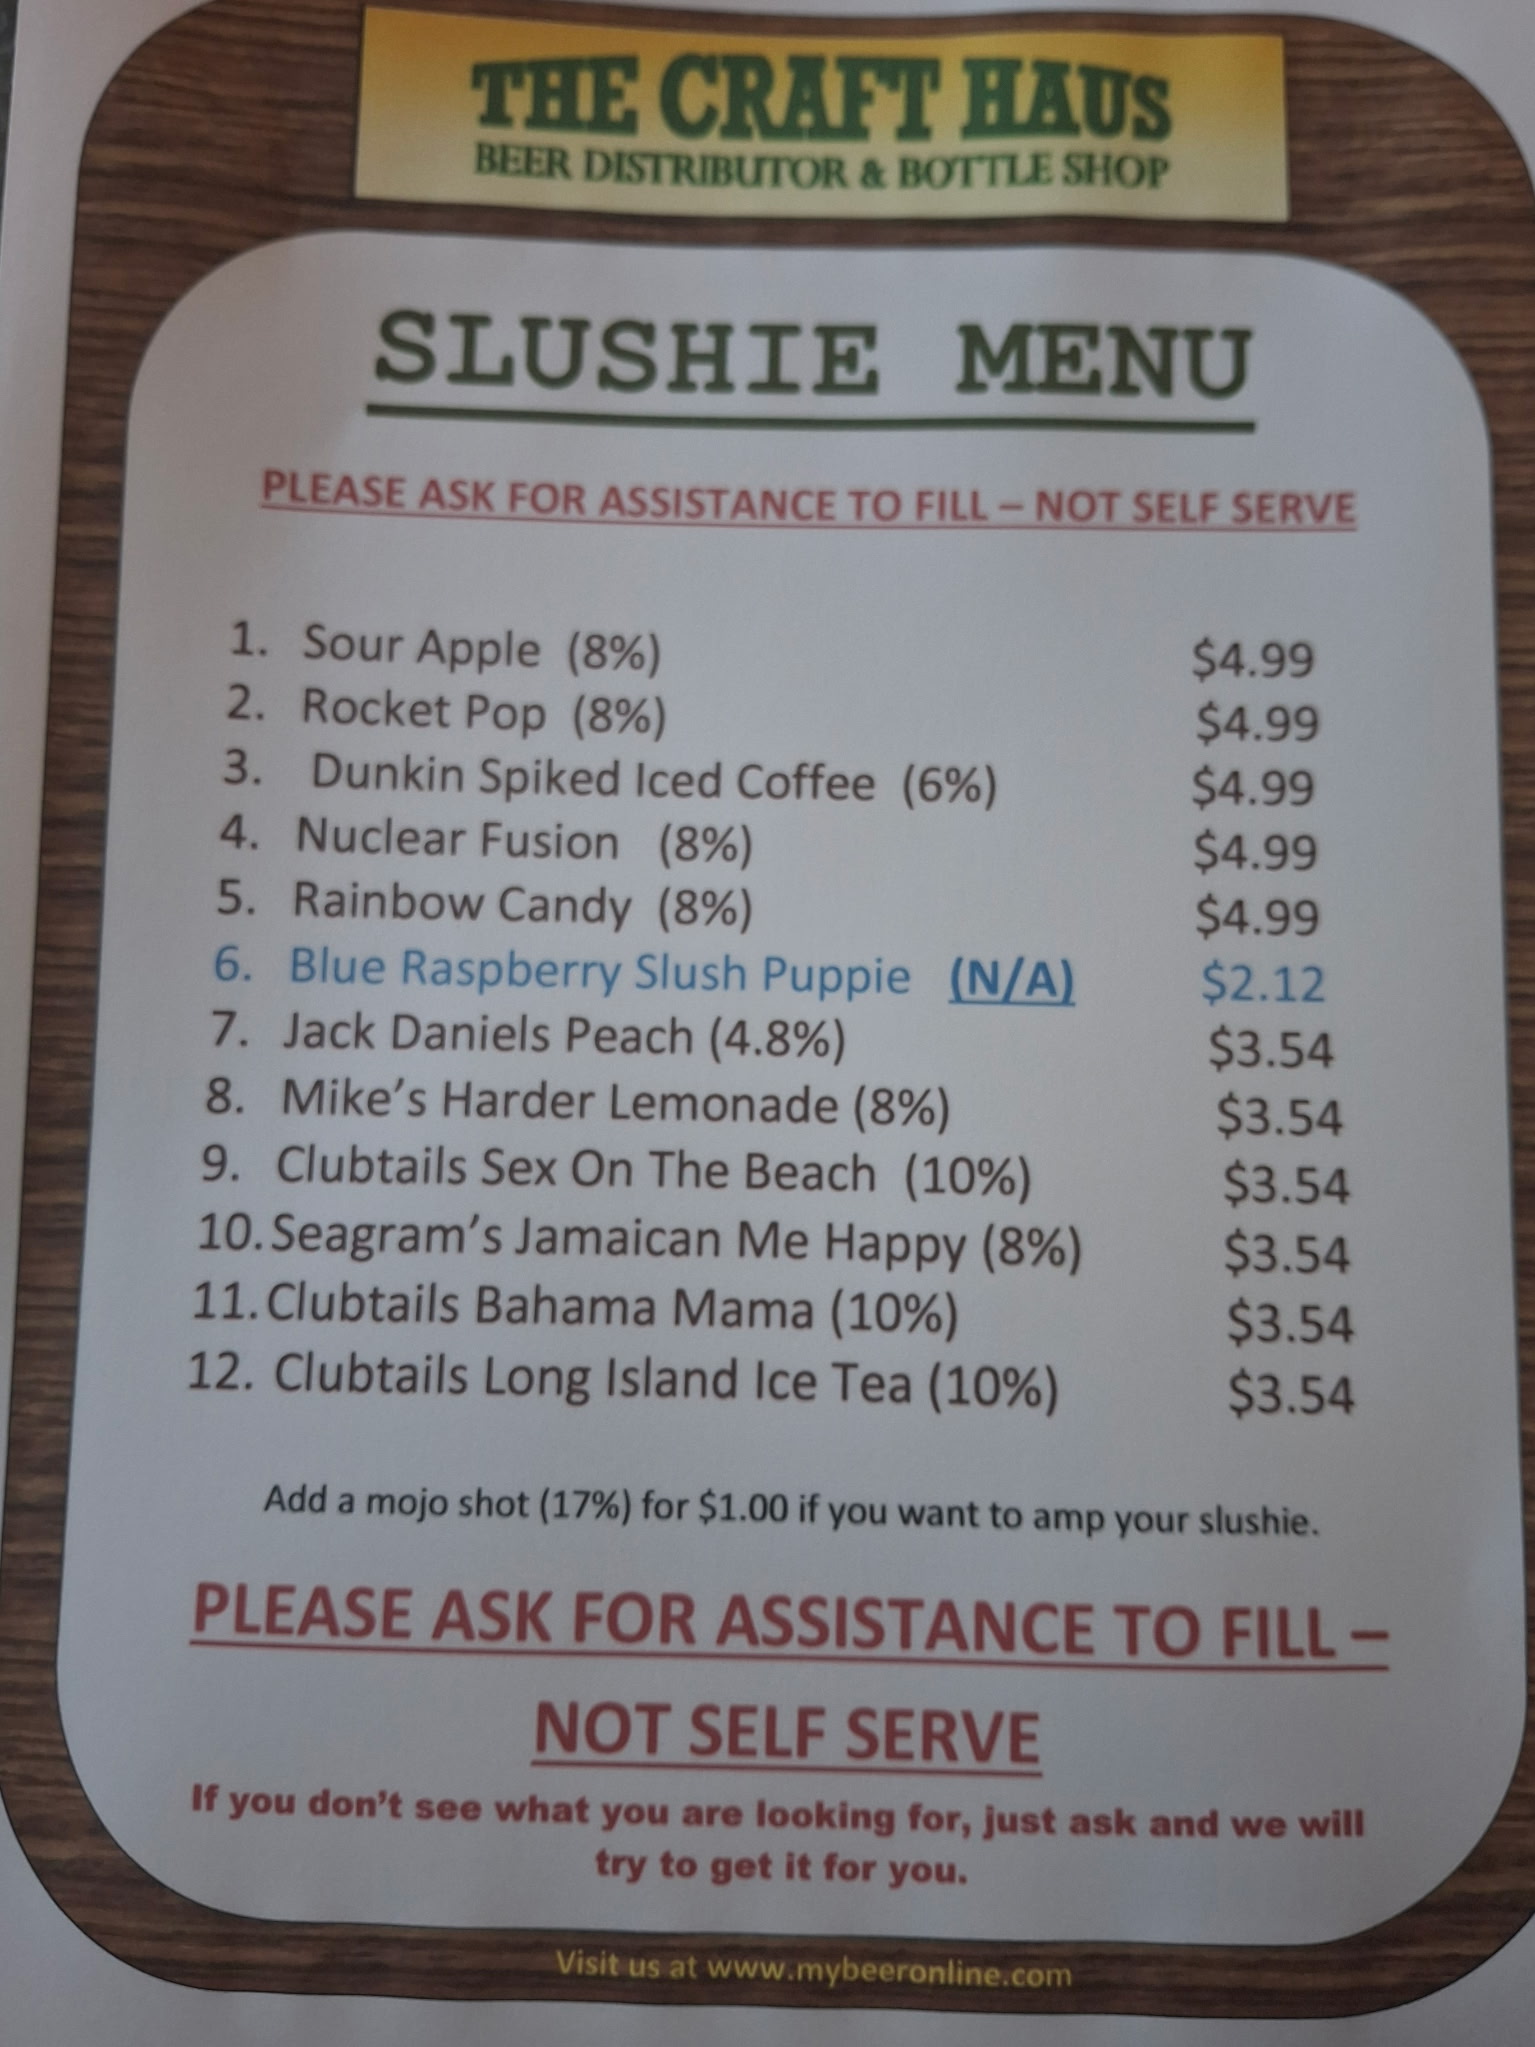 THE CRAFT HAUS
BEER DISTRIBUTOR & BOTTLE SHOP
SLUSHIE MENU
PLEASE ASK FOR ASSISTANCE TO FILL – NOT SELF SERVE
1. Sour Apple (8%) $4.99
2. Rocket Pop (8%) $4.99
3. Dunkin Spiked Iced Coffee (6%) $4.99
4. Nuclear Fusion (8%) $4.99
5. Rainbow Candy (8%) $4.99
6. Blue Raspberry Slush Puppie (N/A) $2.12
7. Jack Daniels Peach (4.8%) $3.54
8. Mike’s Harder Lemonade (8%) $3.54
9. Clubtails Sex On The Beach (10%) $3.54
10. Seagram’s Jamaican Me Happy (8%) $3.54
11. Clubtails Bahama Mama (10%) $3.54
12. Clubtails Long Island Ice Tea (10%) $3.54
Add a mojo shot (17%) for $1.00 if you want to amp your slushie.
PLEASE ASK FOR ASSISTANCE TO FILL –
NOT SELF SERVE
If you don’t see what you are looking for, just ask and we will
try to get it for you.
Visit us at www.mybeeronline.com